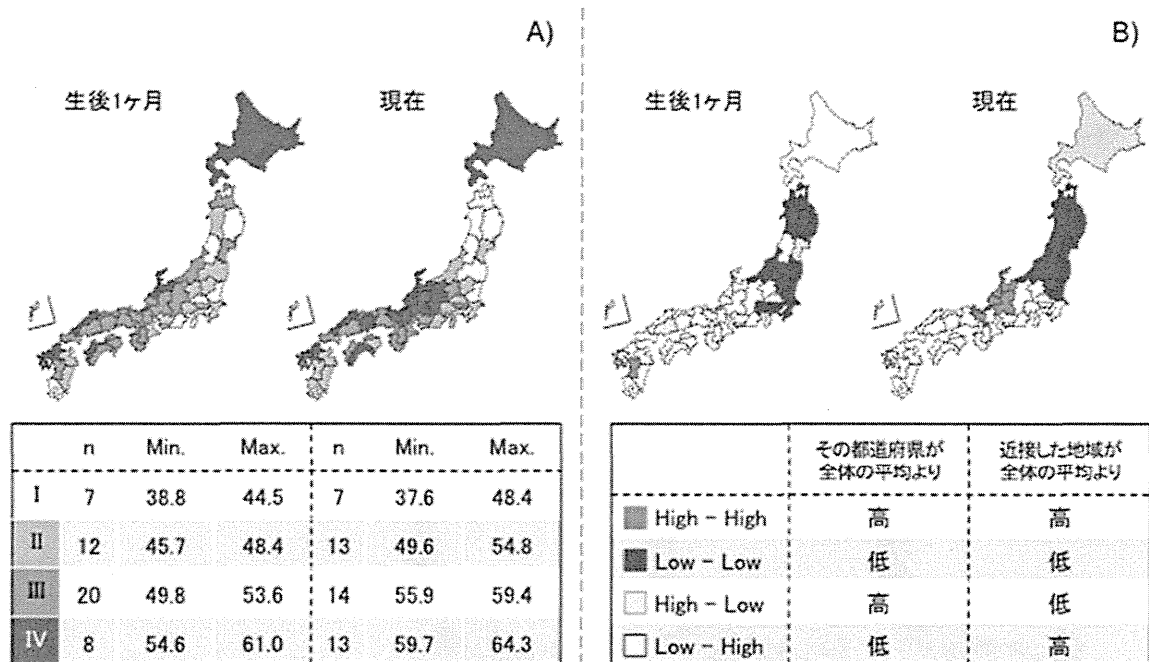 A)
生後1ヶ月
現在
B)
生後1ヶ月
現在
n Min. Max. n Min. Max.
I 7 38.8 44.5 7 37.6 48.4
II 12 45.7 48.4 13 49.6 54.8
III 20 49.8 53.6 14 55.9 59.4
IV 8 54.6 61.0 13 59.7 64.3
その都道府県が 近接した地域が
全体の平均より 全体の平均より
High - High 高 高
Low - Low 低 低
High - Low 高 低
Low - High 低 高